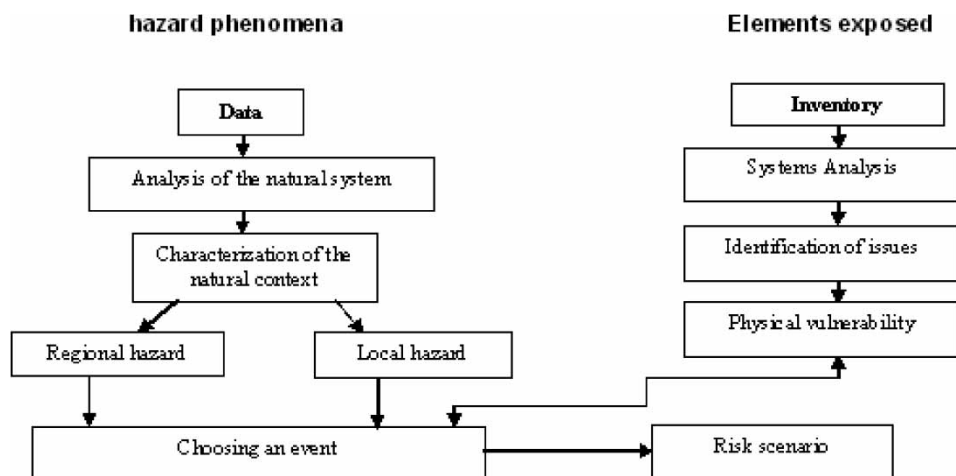 hazard phenomena
Elements exposed
Data
Analysis of the natural system
Characterization of the
natural context
Regional hazard
Local hazard
Inventory
Systems Analysis
Identification of issues
Physical vulnerability
Choosing an event
Risk scenario